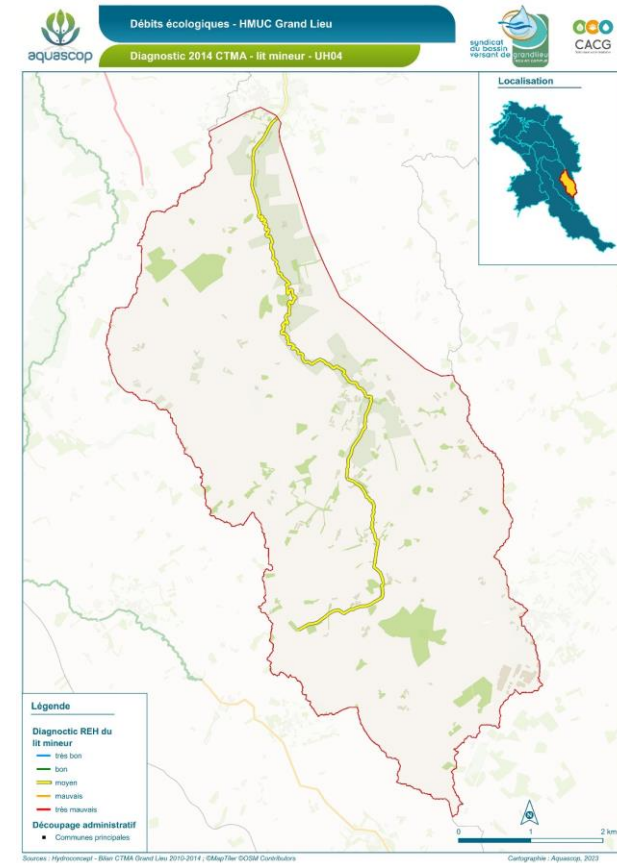 Débits écologiques - HMUC Grand Lieu
Diagnostic 2014 CTMA - lit mineur - UH04
aquascop
syndicat
du bassin
versant de grandlieu
CACG
Localisation
Légende
Diagnoctic REH du
lit mineur
très bon
bon
moyen
mauvais
très mauvais
Découpage administratif
Communes principales
N
0 1 2 km
Sources : Hydroconcept - Bilan CTMA Grand Lieu 2010-2014 ; ©MapTiler ©OSM Contributors
Cartographie : Aquascop, 2023